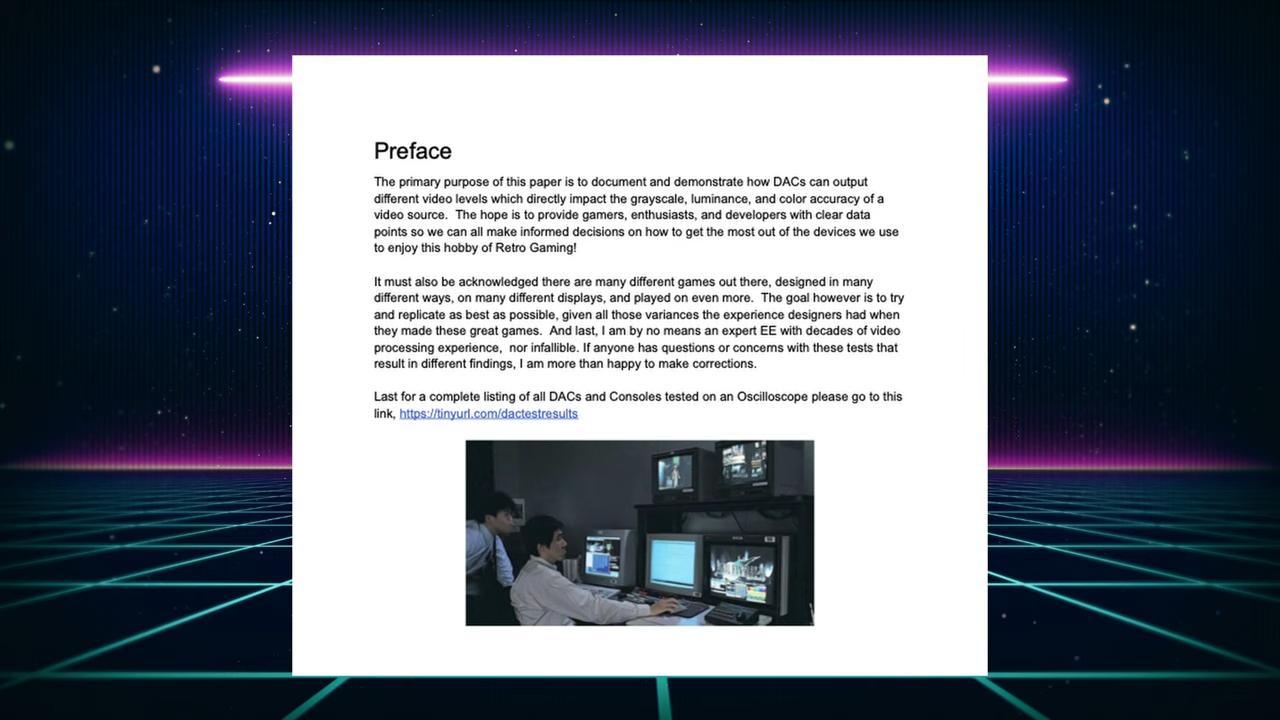 Preface
The primary purpose of this paper is to document and demonstrate how DACs can output
different video levels which directly impact the grayscale, luminance, and color accuracy of a
video source.  The hope is to provide gamers, enthusiasts, and developers with clear data
points so we can all make informed decisions on how to get the most out of the devices we use
to enjoy this hobby of Retro Gaming!
It must also be acknowledged there are many different games out there, designed in many
different ways, on many different displays, and played on even more.  The goal however is to try
and replicate as best as possible, given all those variances the experience designers had when
they made these great games.  And last, I am by no means an expert EE with decades of video
processing experience,  nor infallible. If anyone has questions or concerns with these tests that
result in different findings, I am more than happy to make corrections.
Last for a complete listing of all DACs and Consoles tested on an Oscilloscope please go to this
link, https://tinyurl.com/dactestresults